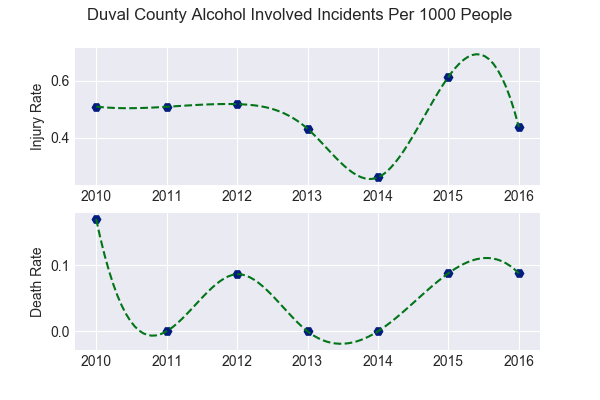 Duval County Alcohol Involved Incidents Per 1000 People
Injury Rate
0.6
0.4
2010 2011 2012 2013 2014 2015 2016
Death Rate
0.1
0.0
2010 2011 2012 2013 2014 2015 2016